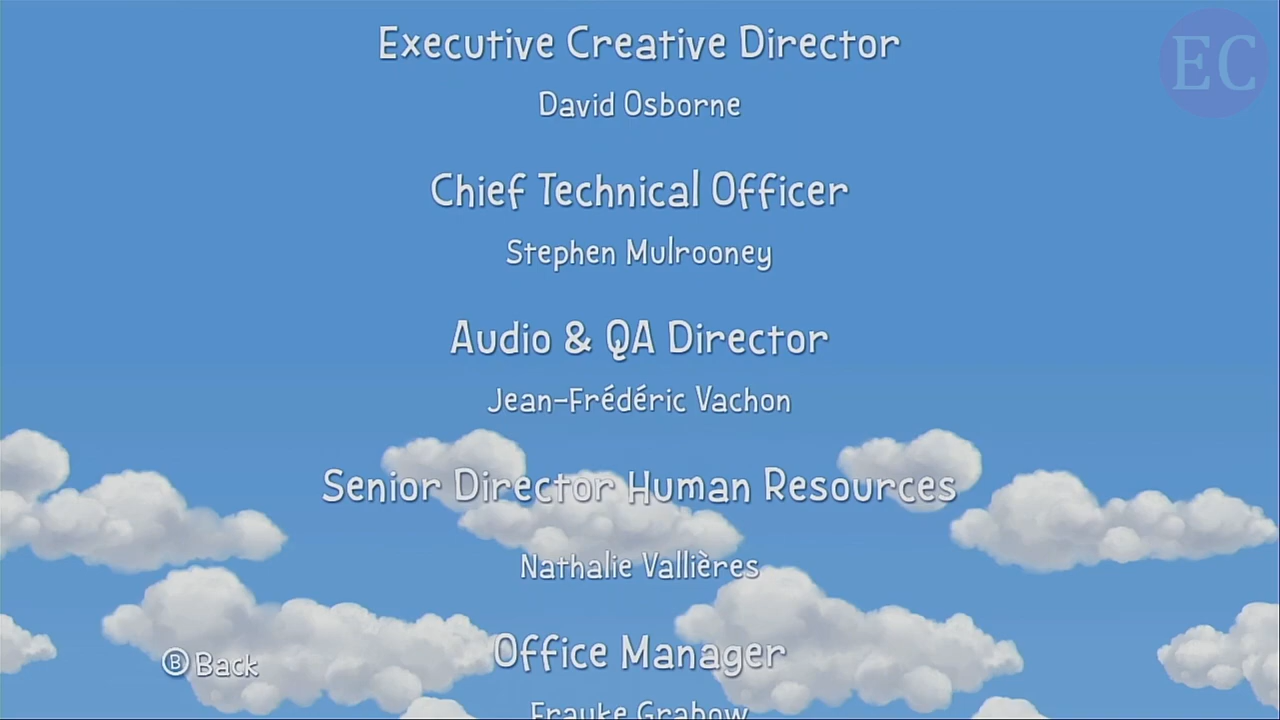 Executive Creative Director
EC
David Osborne
Chief Technical Officer
Stephen Mulrooney
Audio & QA Director
Jean-Frédéric Vachon
Senior Director Human Resources
Nathalie Vallières
Office Manager
B Back
Frauke Grabow